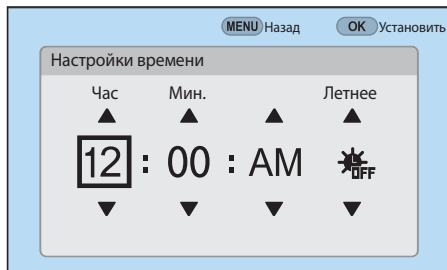 MENU Назад OK Установить
Настройки времени
Час Мин. Летнее
12 : 00 : AM OFF